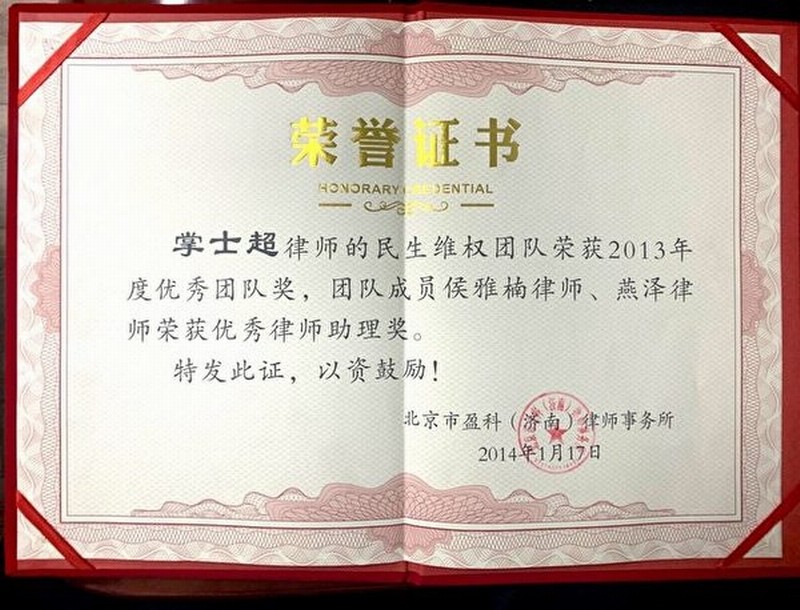 荣誉证书
HONORARY CREDENTIAL
掌士超律师的民生维权团队荣获2013年
度优秀团队奖，团队成员侯雅楠律师、燕泽律
师荣获优秀律师助理奖。
特发此证，以资鼓励！
北京市盈科（济南）律师事务所
2014年1月17日